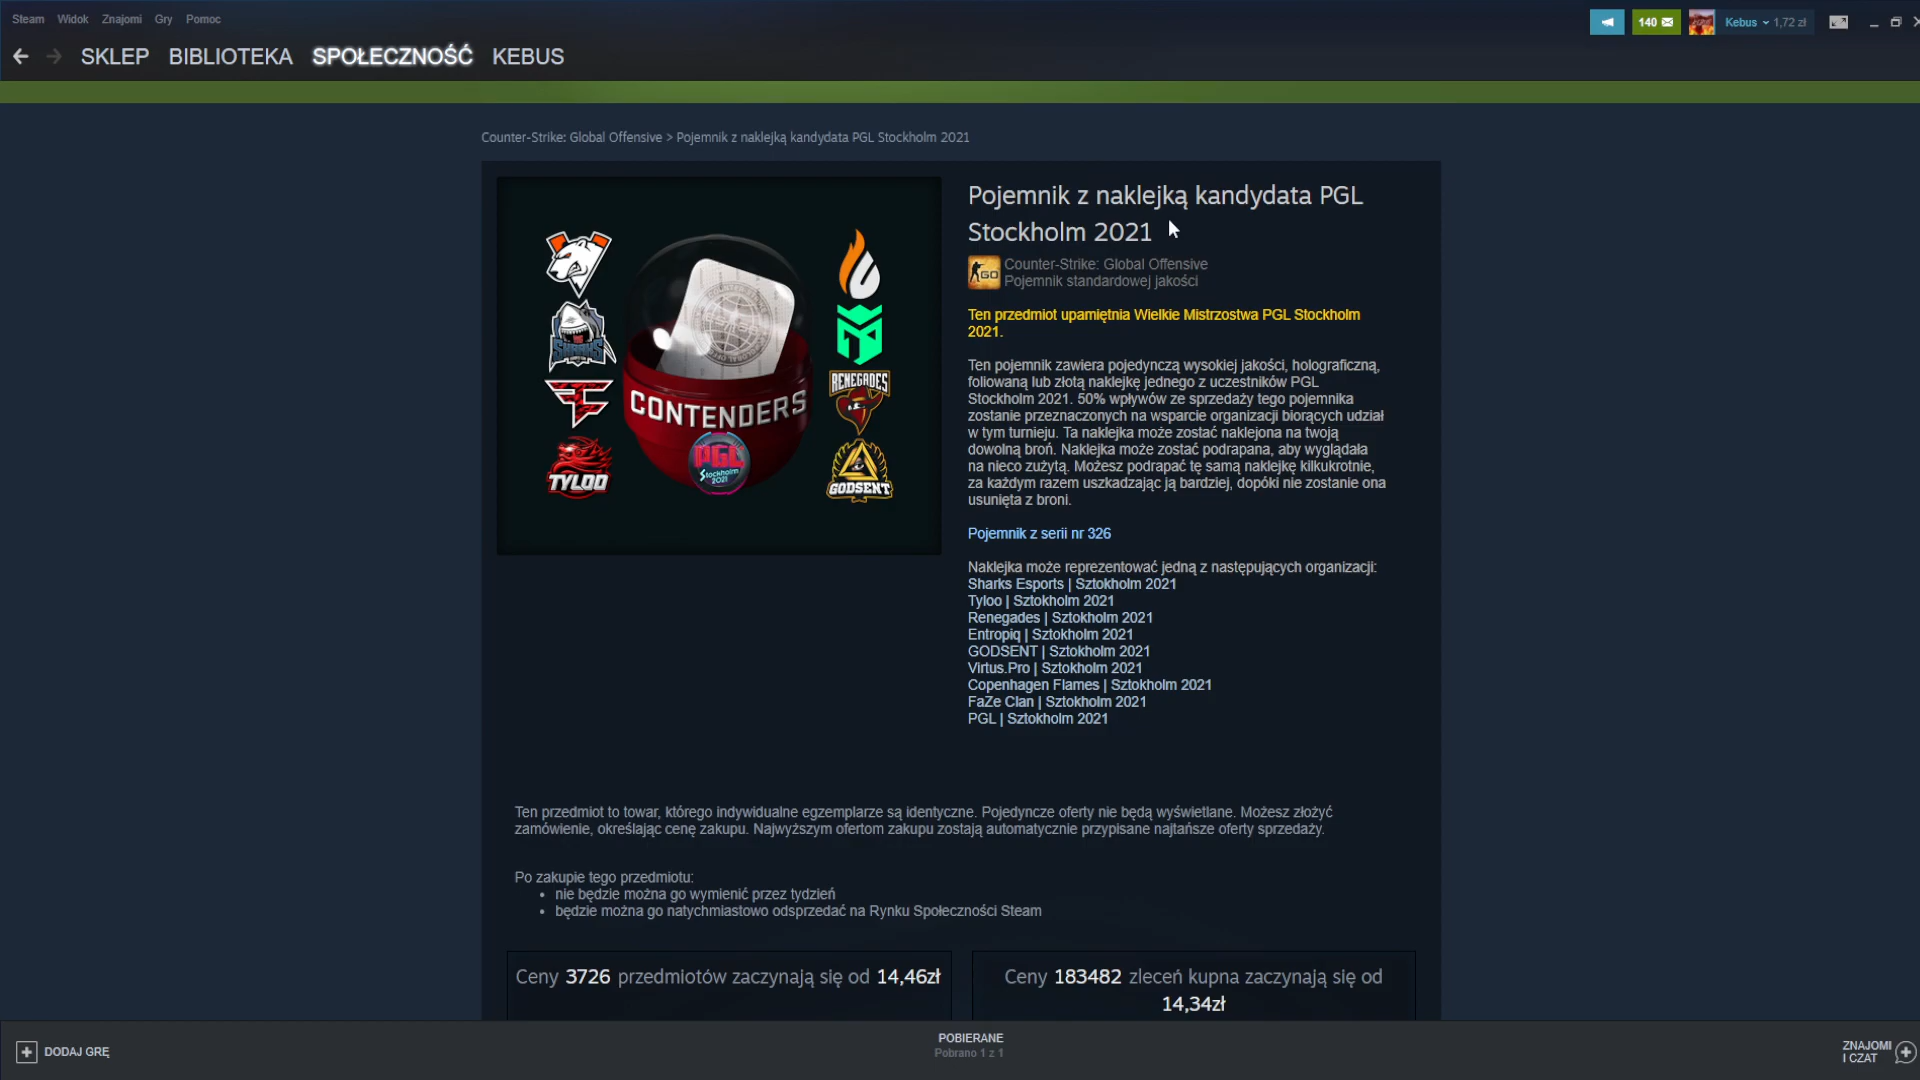 Steam Widok Znajomi Gry Pomoc
140 Kebus 1,72 zł
SKLEP BIBLIOTEKA SPOŁECZNOŚĆ KEBUS
Counter-Strike: Global Offensive > Pojemnik z naklejką kandydata PGL Stockholm 2021
Pojemnik z naklejką kandydata PGL
Stockholm 2021
GO
Counter-Strike: Global Offensive
Pojemnik standardowej jakości
SHARKS
TYLOO
CONTENDERS
PGL
Stockholm
2021
RENEGADES
GODSENT
Ten przedmiot upamiętnia Wielkie Mistrzostwa PGL Stockholm
2021.
Ten pojemnik zawiera pojedynczą wysokiej jakości, holograficzną,
foliowaną lub złotą naklejkę jednego z uczestników PGL
Stockholm 2021. 50% wpływów ze sprzedaży tego pojemnika
zostanie przeznaczonych na wsparcie organizacji biorących udział
w tym turnieju. Ta naklejka może zostać naklejona na twoją
dowolną broń. Naklejka może zostać podrapana, aby wyglądała
na nieco zużytą. Możesz podrapać tę samą naklejkę kilkukrotnie,
za każdym razem uszkadzając ją bardziej, dopóki nie zostanie ona
usunięta z broni.
Pojemnik z serii nr 326
Naklejka może reprezentować jedną z następujących organizacji:
Sharks Esports | Sztokholm 2021
Tyloo | Sztokholm 2021
Renegades | Sztokholm 2021
Entropiq | Sztokholm 2021
GODSENT | Sztokholm 2021
Virtus.Pro | Sztokholm 2021
Copenhagen Flames | Sztokholm 2021
FaZe Clan | Sztokholm 2021
PGL | Sztokholm 2021
Ten przedmiot to towar, którego indywidualne egzemplarze są identyczne. Pojedyncze oferty nie będą wyświetlane. Możesz złożyć
zamówienie, określając cenę zakupu. Najwyższym ofertom zakupu zostają automatycznie przypisane najtańsze oferty sprzedaży.
Po zakupie tego przedmiotu:
• nie będzie można go wymienić przez tydzień
• będzie można go natychmiastowo odsprzedać na Rynku Społeczności Steam
Ceny 3726 przedmiotów zaczynają się od 14,46zł
Ceny 183482 zleceń kupna zaczynają się od
14,34zł
DODAJ GRĘ
POBIERANE
Pobrano 1 z 1
ZNAJOMI
I CZAT